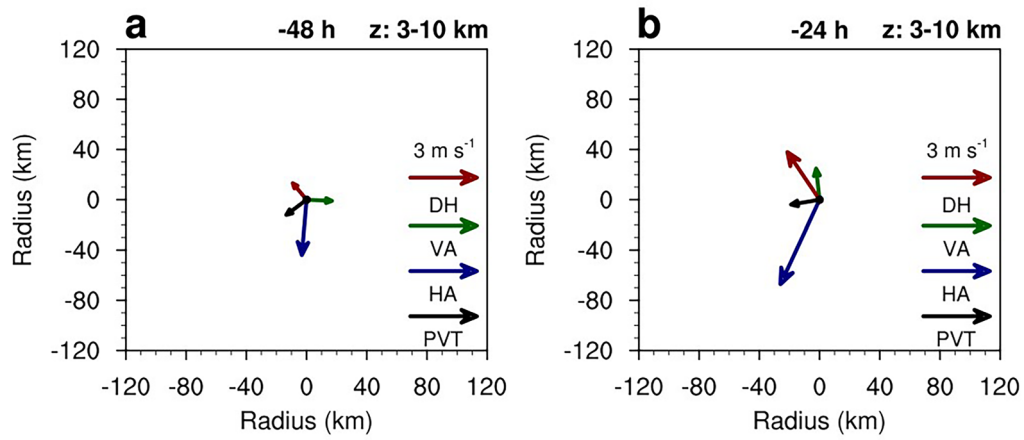 a -48 h z: 3-10 km
120
80
40
0
-40
-80
-120
Radius (km)
3 m s⁻¹
DH
VA
HA
PVT
-120 -80 -40 0 40 80 120
Radius (km)
b -24 h z: 3-10 km
120
80
40
0
-40
-80
-120
Radius (km)
3 m s⁻¹
DH
VA
HA
PVT
-120 -80 -40 0 40 80 120
Radius (km)